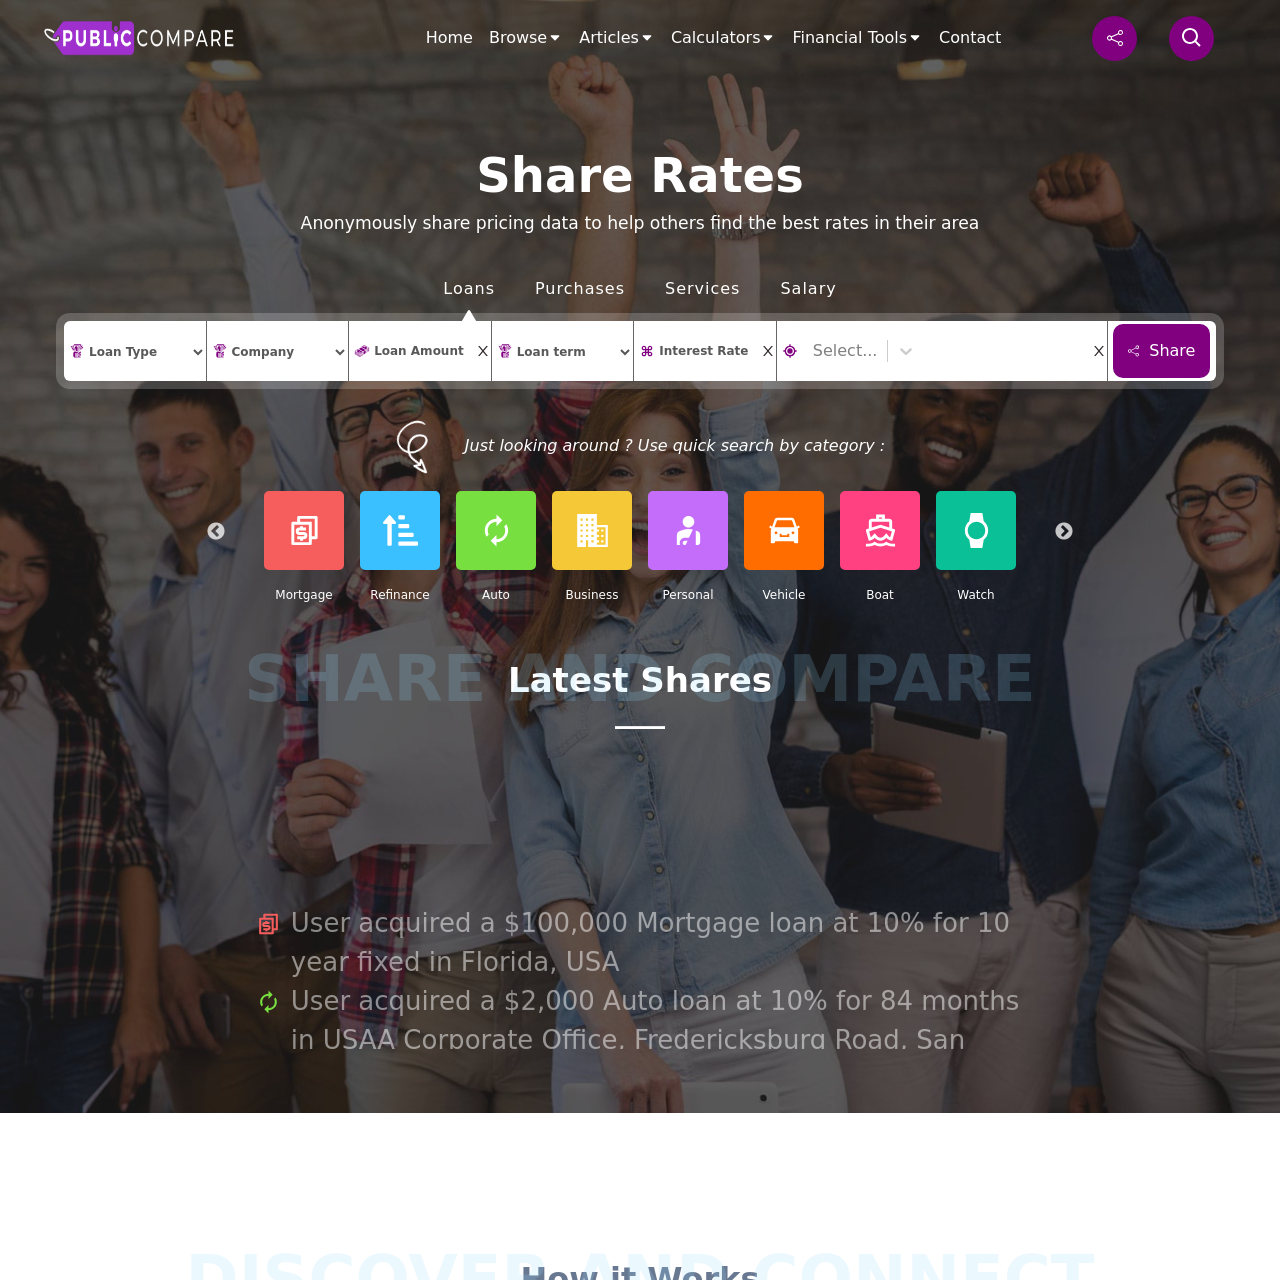 PUBLIC COMPARE
Home Browse Articles Calculators Financial Tools Contact
Share Rates
Anonymously share pricing data to help others find the best rates in their area
Loans Purchases Services Salary
Loan Type Company Loan Amount X Loan term Interest Rate X Select... X Share
Just looking around ? Use quick search by category :
Mortgage Refinance Auto Business Personal Vehicle Boat Watch
SHARE AND COMPARE
Latest Shares
User acquired a $100,000 Mortgage loan at 10% for 10
year fixed in Florida, USA
User acquired a $2,000 Auto loan at 10% for 84 months
in USAA Corporate Office, Fredericksburg Road, San
DISCOVER AND CONNECT
How it Works